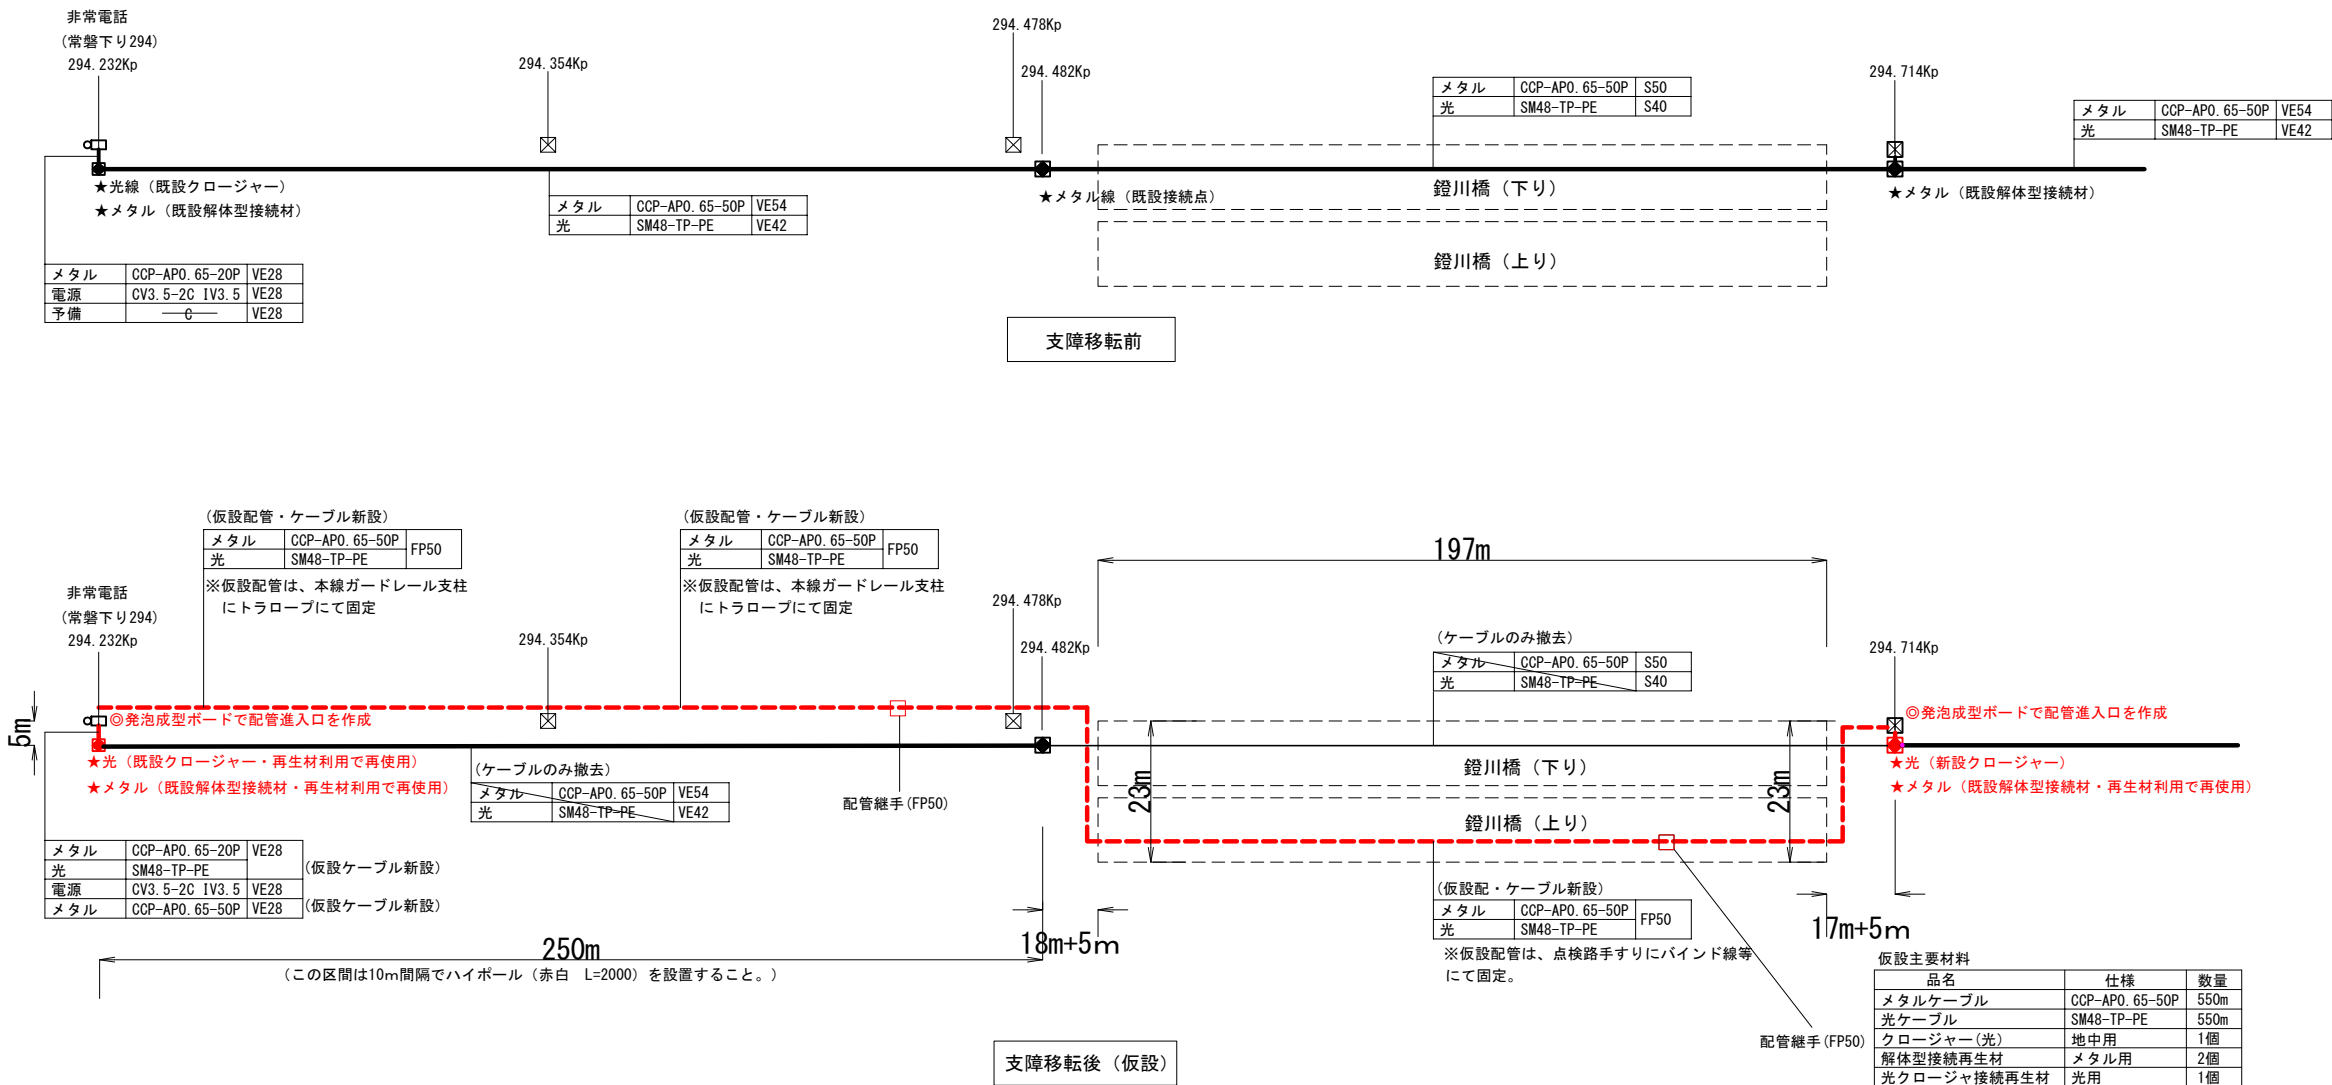 非常電話
(常磐下り294)
294.232Kp
294.354Kp
294.478Kp
294.482Kp
メタル CCP-AP0.65-50P S50
光 SM48-TP-PE S40
294.714Kp
メタル CCP-AP0.65-50P VE54
光 SM48-TP-PE VE42
★光線（既設クロージャー）
★メタル（既設解体型接続材）
メタル CCP-AP0.65-50P VE54
光 SM48-TP-PE VE42
★メタル線（既設接続点）
鐙川橋（下り）
★メタル（既設解体型接続材）
鐙川橋（上り）
メタル CCP-AP0.65-20P VE28
電源 CV3.5-2C IV3.5 VE28
予備 C VE28
支障移転前
(仮設配管・ケーブル新設)
メタル CCP-AP0.65-50P FP50
光 SM48-TP-PE
※仮設配管は、本線ガードレール支柱
にトラロープにて固定
(仮設配管・ケーブル新設)
メタル CCP-AP0.65-50P FP50
光 SM48-TP-PE
※仮設配管は、本線ガードレール支柱
にトラロープにて固定
197m
非常電話
(常磐下り294)
294.232Kp
294.354Kp
294.478Kp
294.482Kp
(ケーブルのみ撤去)
メタル CCP-AP0.65-50P S50
光 SM48-TP-PE S40
294.714Kp
5m
◎発泡成型ボードで配管進入口を作成
◎発泡成型ボードで配管進入口を作成
★光（既設クロージャー・再生材利用で再使用）
★メタル（既設解体型接続材・再生材利用で再使用）
(ケーブルのみ撤去)
メタル CCP-AP0.65-50P VE54
光 SM48-TP-PE VE42
配管継手(FP50)
23m
鐙川橋（下り）
23m
鐙川橋（上り）
★光（新設クロージャー）
★メタル（既設解体型接続材・再生材利用で再使用）
メタル CCP-AP0.65-20P VE28
光 SM48-TP-PE (仮設ケーブル新設)
電源 CV3.5-2C IV3.5 VE28
メタル CCP-AP0.65-50P VE28 (仮設ケーブル新設)
(仮設配・ケーブル新設)
メタル CCP-AP0.65-50P FP50
光 SM48-TP-PE
※仮設配管は、点検路手すりにバインド線等
にて固定。
250m
18m+5m
17m+5m
（この区間は10m間隔でハイポール（赤白 L=2000）を設置すること。）
配管継手(FP50)
仮設主要材料
品名 仕様 数量
メタルケーブル CCP-AP0.65-50P 550m
光ケーブル SM48-TP-PE 550m
クロージャー(光) 地中用 1個
解体型接続再生材 メタル用 2個
光クロージャ接続再生材 光用 1個
支障移転後（仮設）